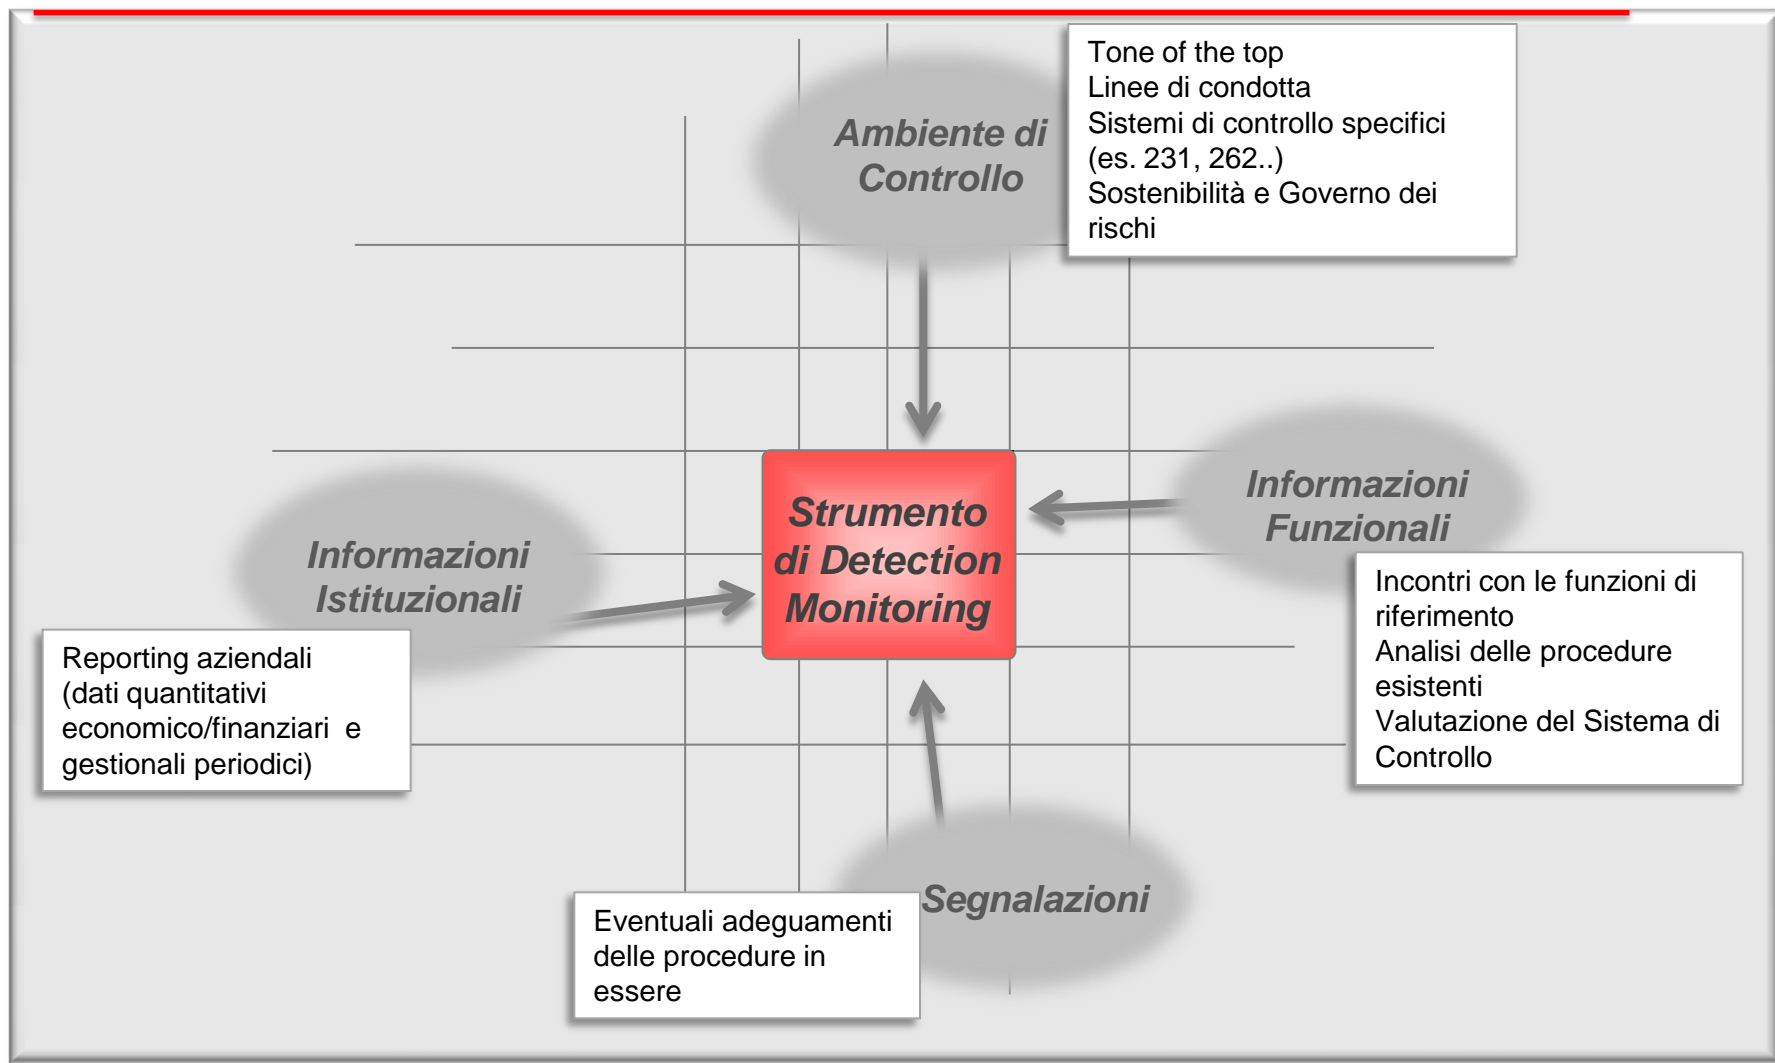 Tone of the top
Linee di condotta
Sistemi di controllo specifici
(es. 231, 262..)
Sostenibilità e Governo dei
rischi
Ambiente di
Controllo
Informazioni
Funzionali
Incontri con le funzioni di
riferimento
Analisi delle procedure
esistenti
Valutazione del Sistema di
Controllo
Strumento
di Detection
Monitoring
Informazioni
Istituzionali
Reporting aziendali
(dati quantitativi
economico/finanziari e
gestionali periodici)
Segnalazioni
Eventuali adeguamenti
delle procedure in
essere